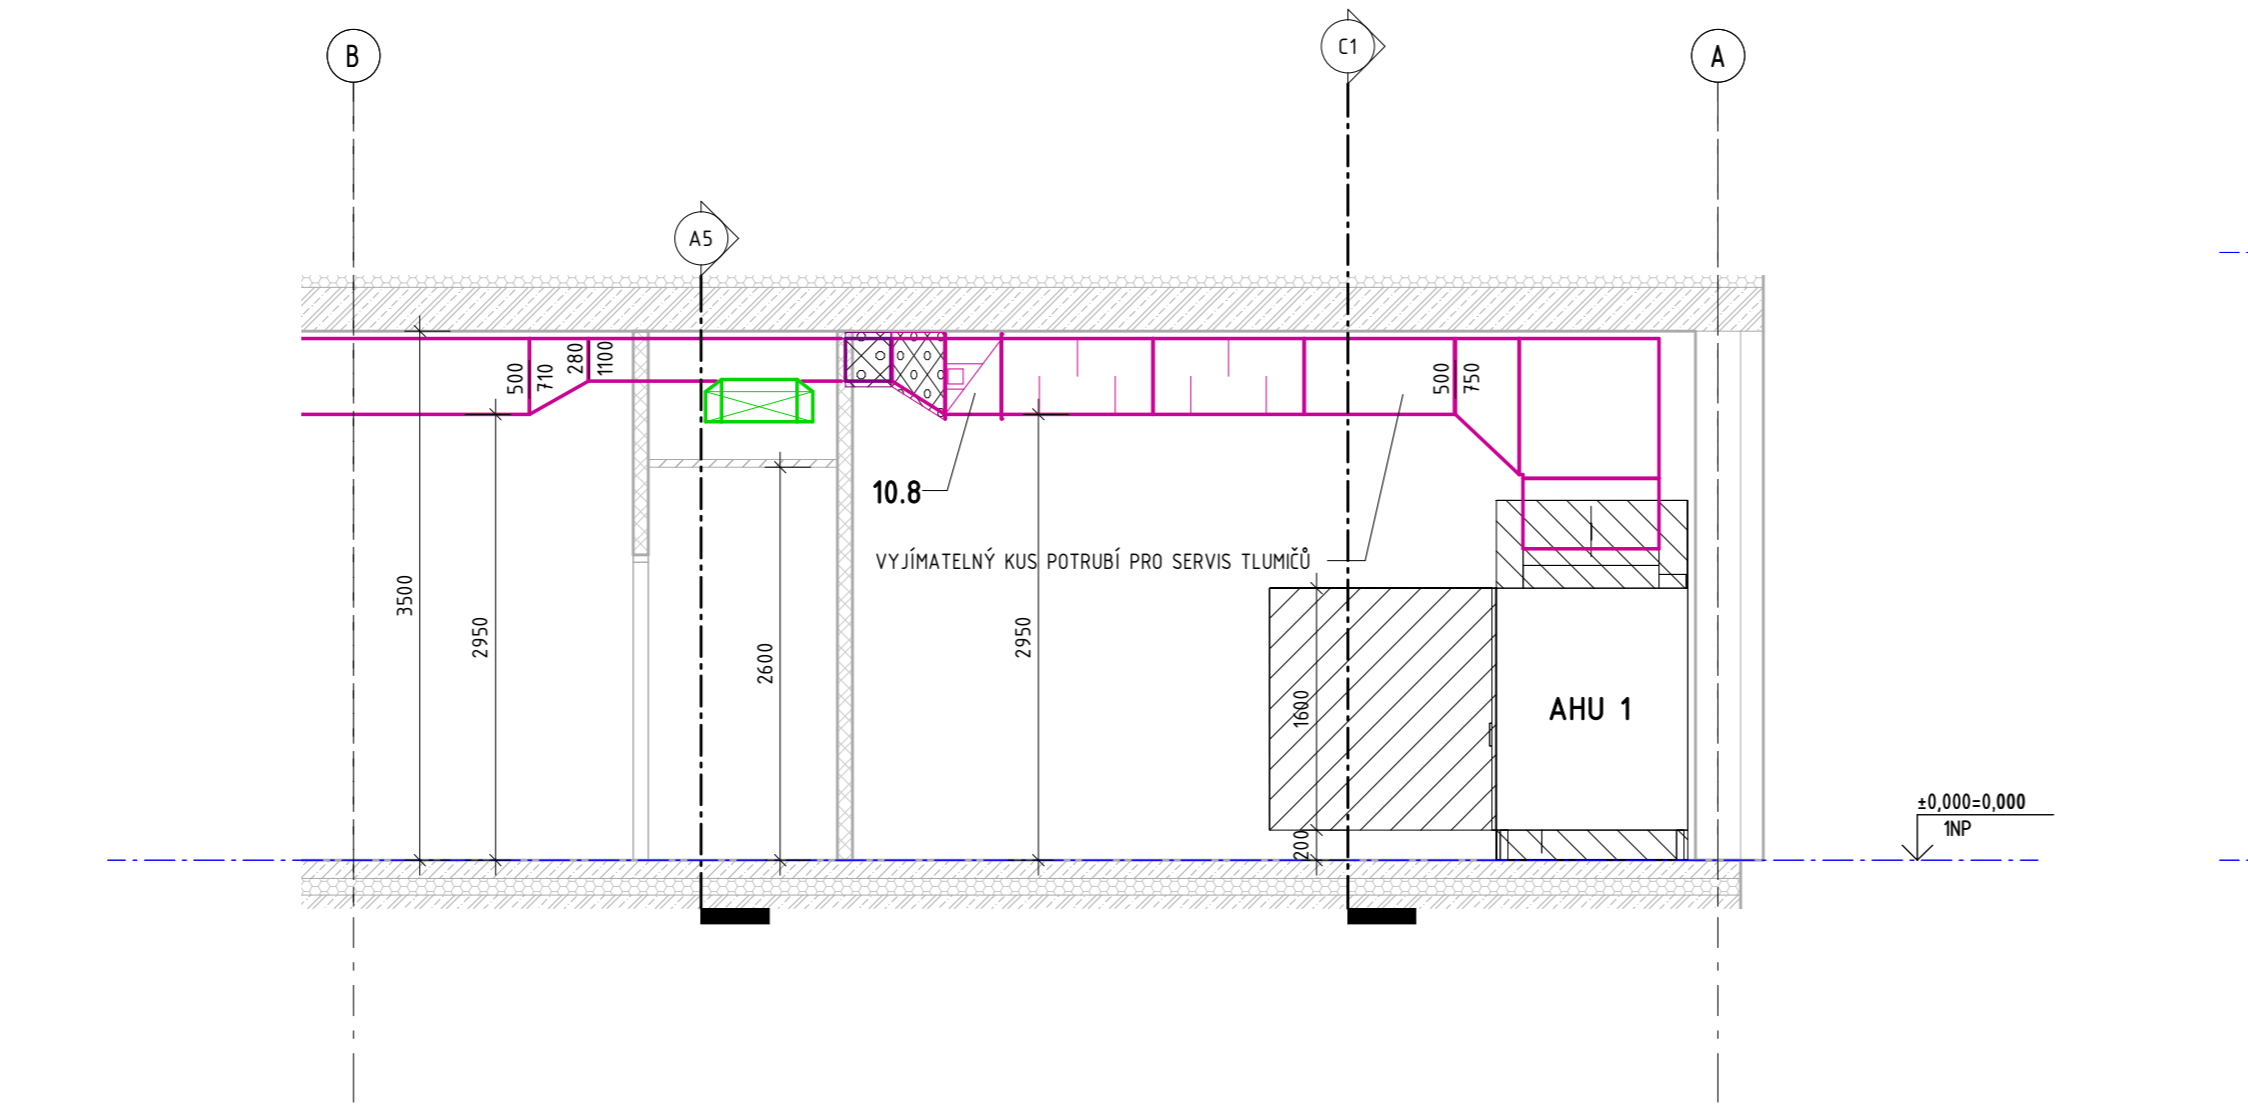 B
C1
A
A5
500
710
280
1100
500
750
10.8
VYJÍMATELNÝ KUS POTRUBÍ PRO SERVIS TLUMIČŮ
3500
2950
2600
2950
1600
200
AHU 1
±0,000=0,000
1NP